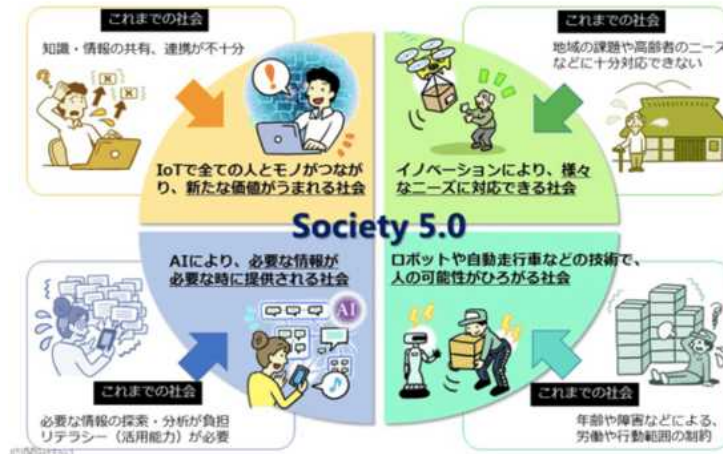 これまでの社会
知識・情報の共有、連携が不十分
これまでの社会
地域の課題や高齢者のニーズ
などに十分対応できない
IoTで全ての人とモノがつなが
り、新たな価値がうまれる社会
イノベーションにより、様々
なニーズに対応できる社会
Society 5.0
AIにより、必要な情報が
必要な時に提供される社会
ロボットや自動走行車などの技術で、
人の可能性がひろがる社会
AI
これまでの社会
必要な情報の探索・分析が負担
リテラシー（活用能力）が必要
これまでの社会
年齢や障害などによる、
労働や行動範囲の制約